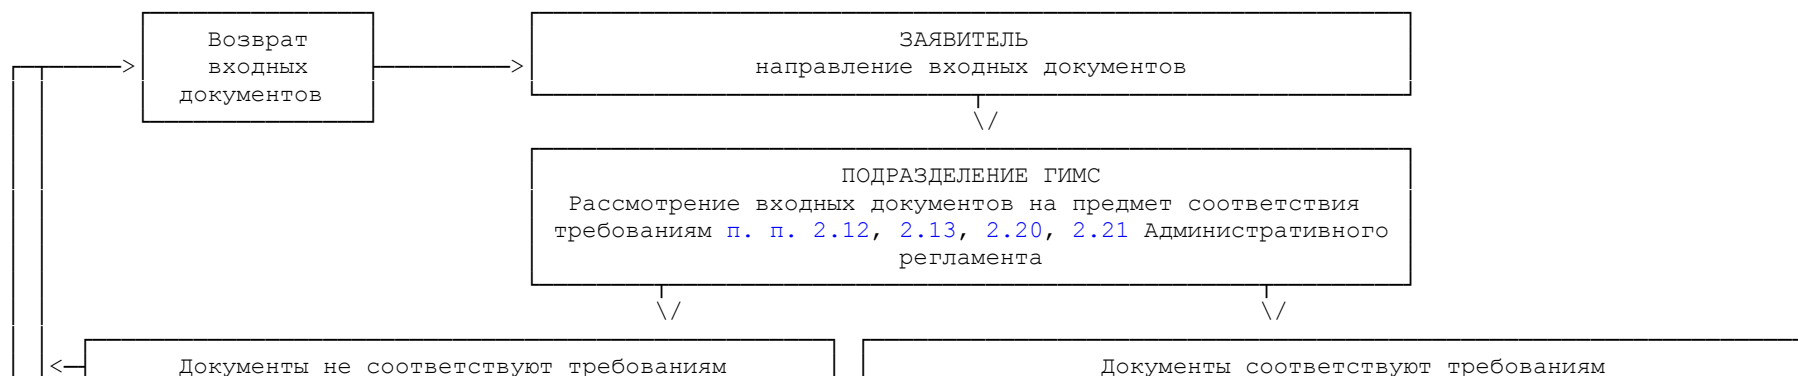 Возврат
входных
документов
ЗАЯВИТЕЛЬ
направление входных документов
ПОДРАЗДЕЛЕНИЕ ГИМС
Рассмотрение входных документов на предмет соответствия
требованиям п. п. 2.12, 2.13, 2.20, 2.21 Административного
регламента
Документы не соответствуют требованиям
Документы соответствуют требованиям